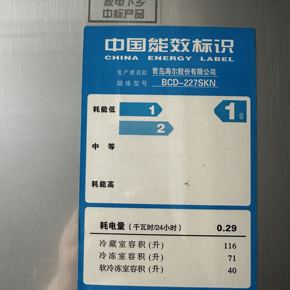 家电下乡
中标产品
中国能效标识
CHINA ENERGY LABEL
生产者名称 青岛海尔股份有限公司
规格型号 BCD-227SKN
耗能低 1 1级
2
中 等
耗能高
耗电量 (千瓦时/24小时) 0.29
冷藏室容积 (升) 116
冷冻室容积 (升) 71
软冷冻室容积 (升) 40